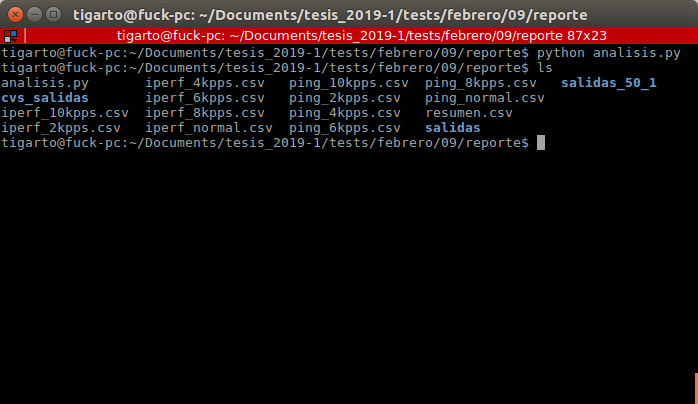 tigarto@fuck-pc: ~/Documents/tesis_2019-1/tests/febrero/09/reporte
tigarto@fuck-pc: ~/Documents/tesis_2019-1/tests/febrero/09/reporte 87x23
tigarto@fuck-pc:~/Documents/tesis_2019-1/tests/febrero/09/reporte$ python analisis.py
tigarto@fuck-pc:~/Documents/tesis_2019-1/tests/febrero/09/reporte$ ls
analisis.py iperf_4kpps.csv ping_10kpps.csv ping_8kpps.csv salidas_50_1
cvs_salidas iperf_6kpps.csv ping_2kpps.csv ping_normal.csv
iperf_10kpps.csv iperf_8kpps.csv ping_4kpps.csv resumen.csv
iperf_2kpps.csv iperf_normal.csv ping_6kpps.csv salidas
tigarto@fuck-pc:~/Documents/tesis_2019-1/tests/febrero/09/reporte$